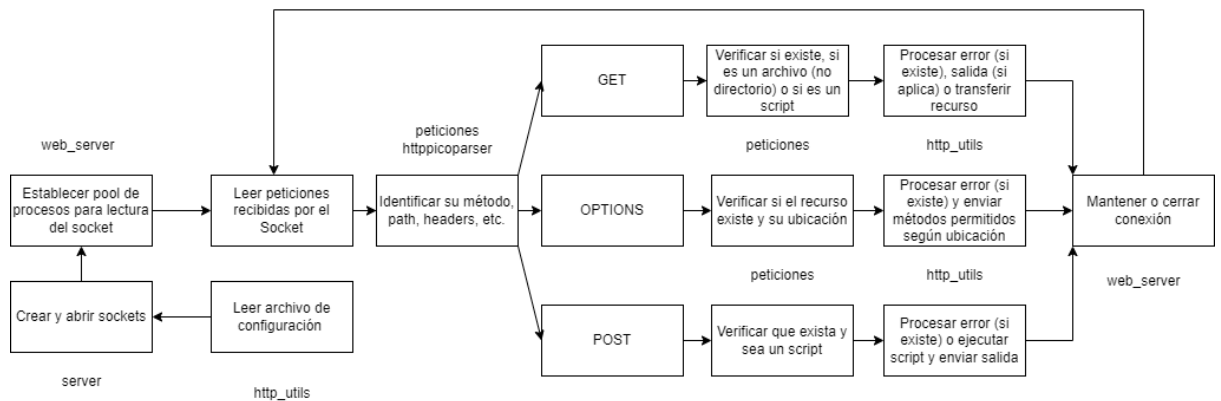 GET
Verificar si existe, si
es un archivo (no
directorio) o si es un
script
Procesar error (si
existe), salida (si
aplica) o transferir
recurso
peticiones
httppicoparser
web_server
peticiones
http_utils
Establecer pool de
procesos para lectura
del socket
Leer peticiones
recibidas por el
Socket
Identificar su método,
path, headers, etc.
OPTIONS
Verificar si el recurso
existe y su ubicación
Procesar error (si
existe) y enviar
métodos permitidos
según ubicación
Mantener o cerrar
conexión
peticiones
http_utils
web_server
Crear y abrir sockets
Leer archivo de
configuración
POST
Verificar que exista y
sea un script
Procesar error (si
existe) o ejecutar
script y enviar salida
server
http_utils